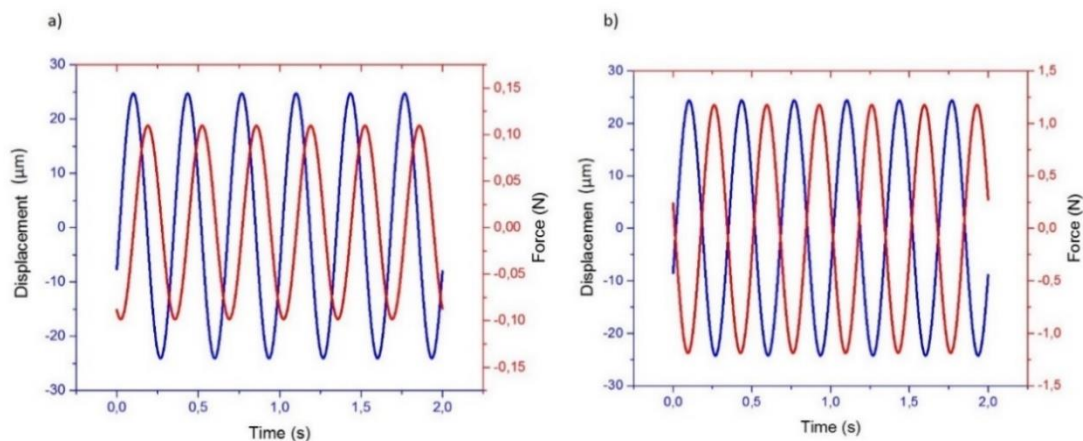 a)
30
20
10
0
-10
-20
-30
Displacement (µm)
0,15
0,10
0,05
0,00
-0,05
-0,10
-0,15
Force (N)
0,0 0,5 1,0 1,5 2,0
Time (s)
b)
30
20
10
0
-10
-20
-30
Displacemen (µm)
1,5
1,0
0,5
0,0
-0,5
-1,0
-1,5
Force (N)
0,0 0,5 1,0 1,5 2,0
Time (s)